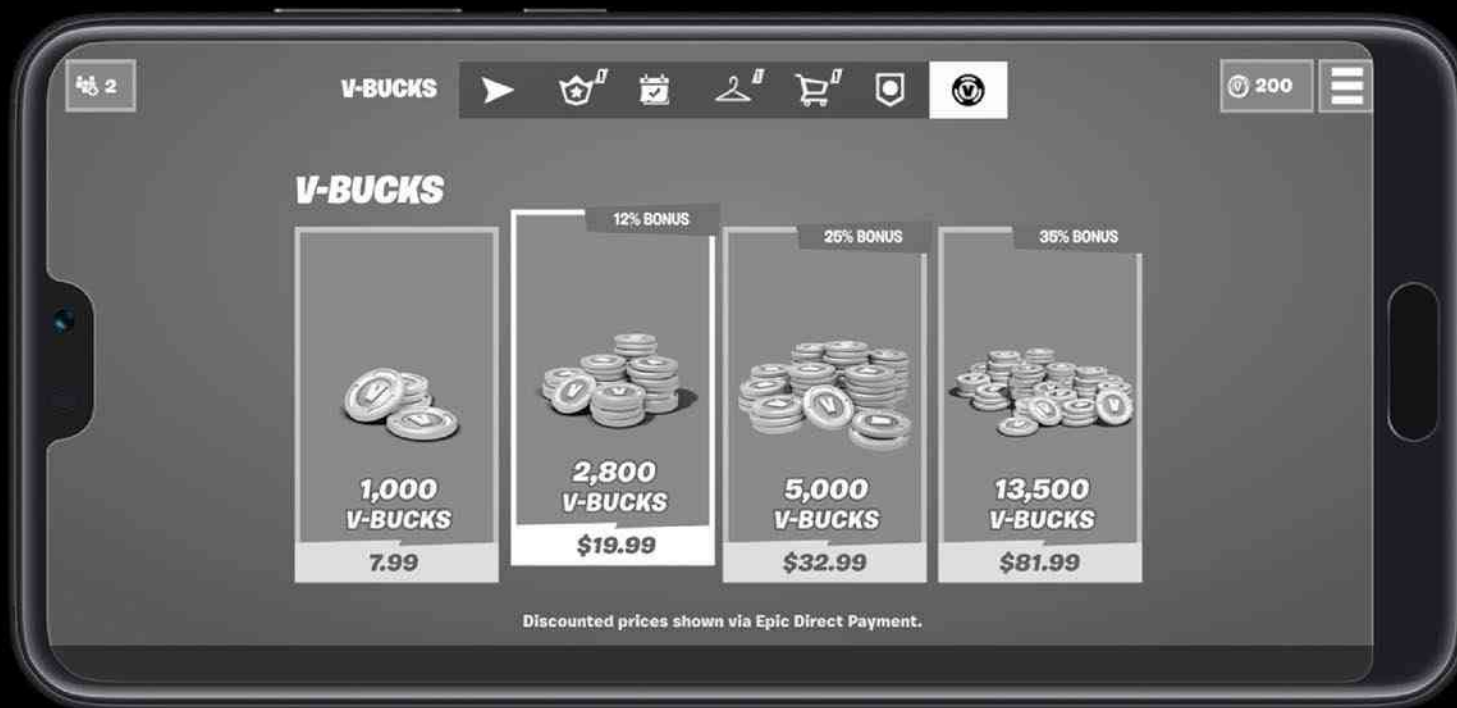 2
V-BUCKS
200
V-BUCKS
1,000
V-BUCKS
7.99
12% BONUS
2,800
V-BUCKS
$19.99
25% BONUS
5,000
V-BUCKS
$32.99
35% BONUS
13,500
V-BUCKS
$81.99
Discounted prices shown via Epic Direct Payment.